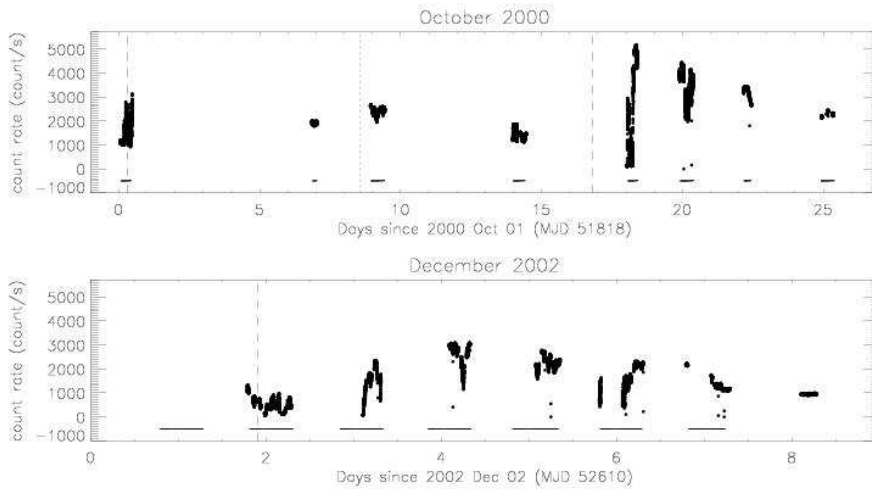 October 2000
count rate (count/s)
5000
4000
3000
2000
1000
0
−1000
0 5 10 15 20 25
Days since 2000 Oct 01 (MJD 51818)
December 2002
count rate (count/s)
5000
4000
3000
2000
1000
0
−1000
0 2 4 6 8
Days since 2002 Dec 02 (MJD 52610)